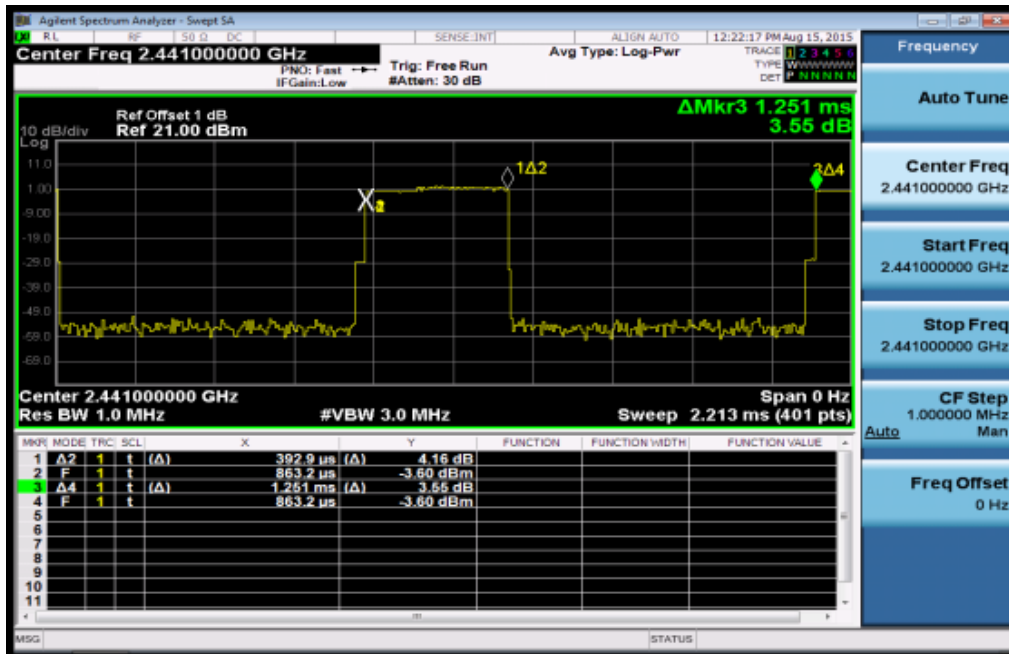 Agilent Spectrum Analyzer - Swept SA
RL RF 50 Ω DC SENSE:INT ALIGN AUTO 12:22:17 PM Aug 15, 2015
Center Freq 2.441000000 GHz Avg Type: Log-Pwr TRACE 1 2 3 4 5 6
PNO: Fast Trig: Free Run TYPE WWWWWW
IFGain:Low #Atten: 30 dB DET P N N N N N
Frequency
Auto Tune
Center Freq
2.441000000 GHz
Start Freq
2.441000000 GHz
Stop Freq
2.441000000 GHz
CF Step
1.000000 MHz
Auto Man
Freq Offset
0 Hz
ΔMkr3 1.251 ms
3.55 dB
Ref Offset 1 dB
10 dB/div Ref 21.00 dBm
Log
11.0
1.00
-9.00
-19.0
-29.0
-39.0
-49.0
-59.0
-69.0
1Δ2
3Δ4
Center 2.441000000 GHz Span 0 Hz
Res BW 1.0 MHz #VBW 3.0 MHz Sweep 2.213 ms (401 pts)
MKR MODE TRC SCL X Y FUNCTION FUNCTION WIDTH FUNCTION VALUE
1 Δ2 1 t (Δ) 392.9 µs (Δ) 4.16 dB
2 F 1 t 863.2 µs -3.60 dBm
3 Δ4 1 t (Δ) 1.251 ms (Δ) 3.55 dB
4 F 1 t 863.2 µs -3.60 dBm
5
6
7
8
9
10
11
MSG STATUS